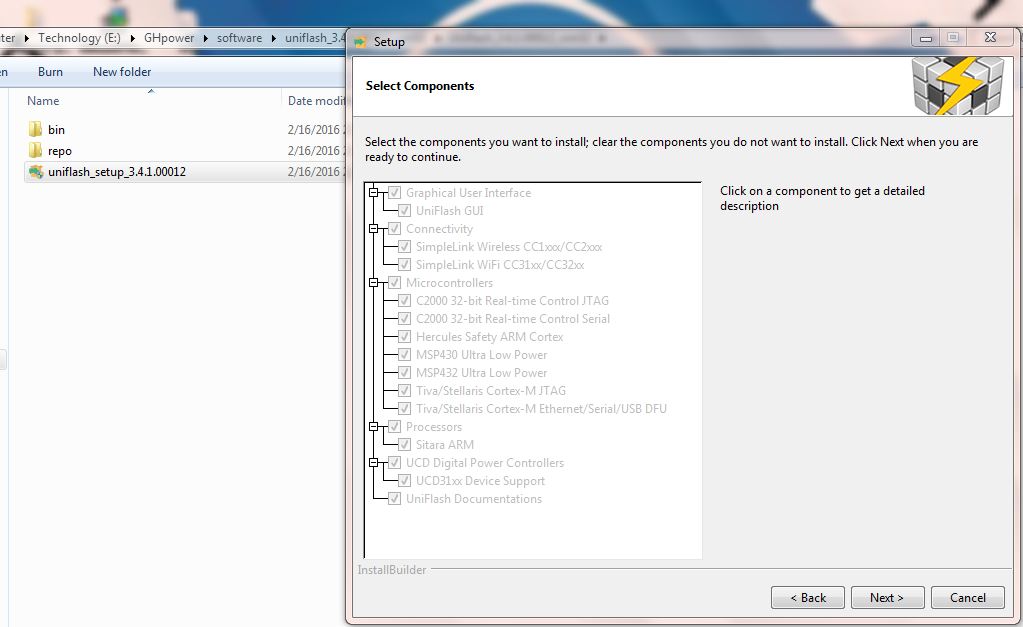 ter ▸ Technology (E:) ▸ GHpower ▸ software ▸ uniflash_3.4
en Burn New folder
Name Date modif
bin 2/16/2016 2
repo 2/16/2016 2
uniflash_setup_3.4.1.00012 2/16/2016 2
Setup
Select Components
Select the components you want to install; clear the components you do not want to install. Click Next when you are
ready to continue.
Graphical User Interface
UniFlash GUI
Connectivity
SimpleLink Wireless CC1xxx/CC2xxx
SimpleLink WiFi CC31xx/CC32xx
Microcontrollers
C2000 32-bit Real-time Control JTAG
C2000 32-bit Real-time Control Serial
Hercules Safety ARM Cortex
MSP430 Ultra Low Power
MSP432 Ultra Low Power
Tiva/Stellaris Cortex-M JTAG
Tiva/Stellaris Cortex-M Ethernet/Serial/USB DFU
Processors
Sitara ARM
UCD Digital Power Controllers
UCD31xx Device Support
UniFlash Documentations
Click on a component to get a detailed
description
InstallBuilder
< Back Next > Cancel